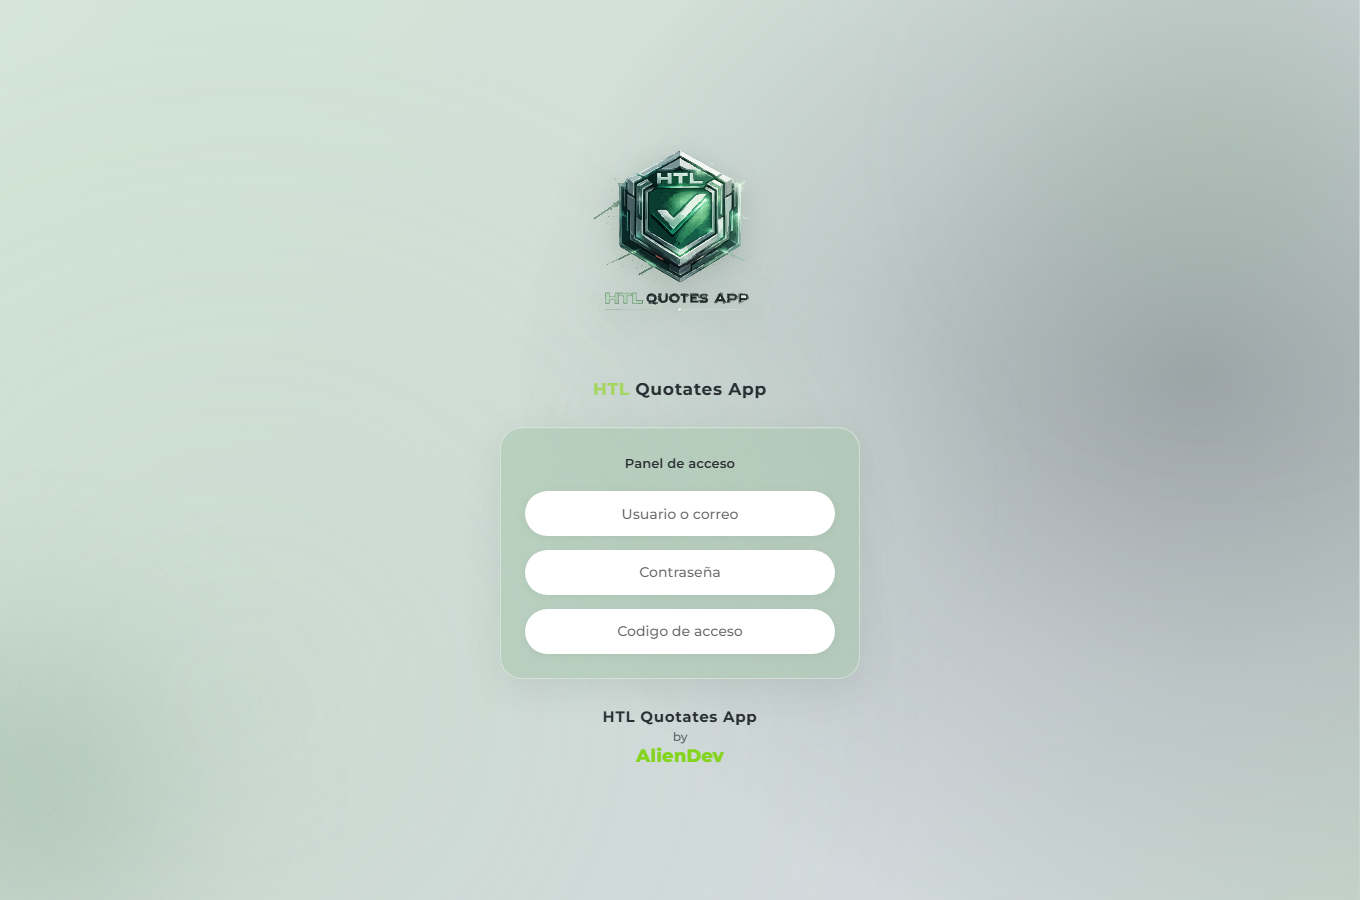 HTL
HTL QUOTES APP
HTL Quotates App
Panel de acceso
Usuario o correo
Contraseña
Codigo de acceso
HTL Quotates App
by
AlienDev